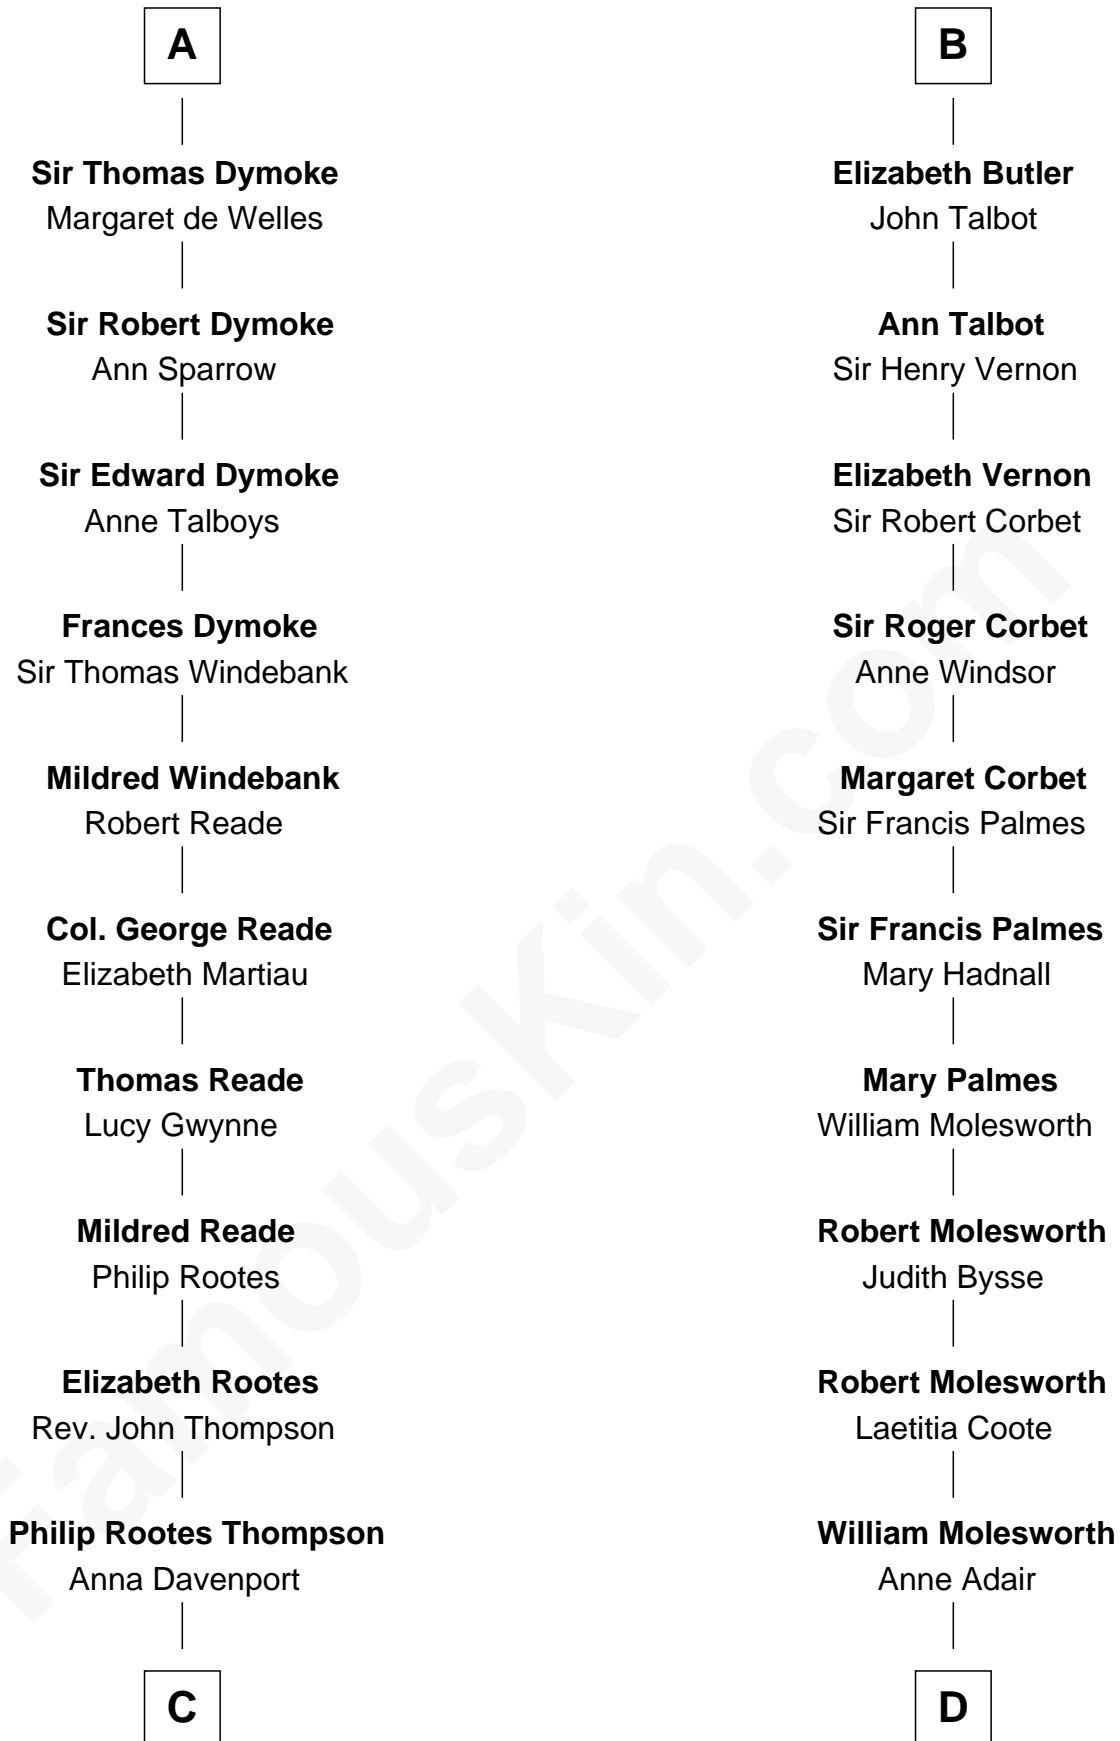 A
Sir Thomas Dymoke
Margaret de Welles
Sir Robert Dymoke
Ann Sparrow
Sir Edward Dymoke
Anne Talboys
Frances Dymoke
Sir Thomas Windebank
Mildred Windebank
Robert Reade
Col. George Reade
Elizabeth Martiau
Thomas Reade
Lucy Gwynne
Mildred Reade
Philip Rootes
Elizabeth Rootes
Rev. John Thompson
Philip Rootes Thompson
Anna Davenport
C
B
Elizabeth Butler
John Talbot
Ann Talbot
Sir Henry Vernon
Elizabeth Vernon
Sir Robert Corbet
Sir Roger Corbet
Anne Windsor
Margaret Corbet
Sir Francis Palmes
Sir Francis Palmes
Mary Hadnall
Mary Palmes
William Molesworth
Robert Molesworth
Judith Bysse
Robert Molesworth
Laetitia Coote
William Molesworth
Anne Adair
D
FamousKin.com